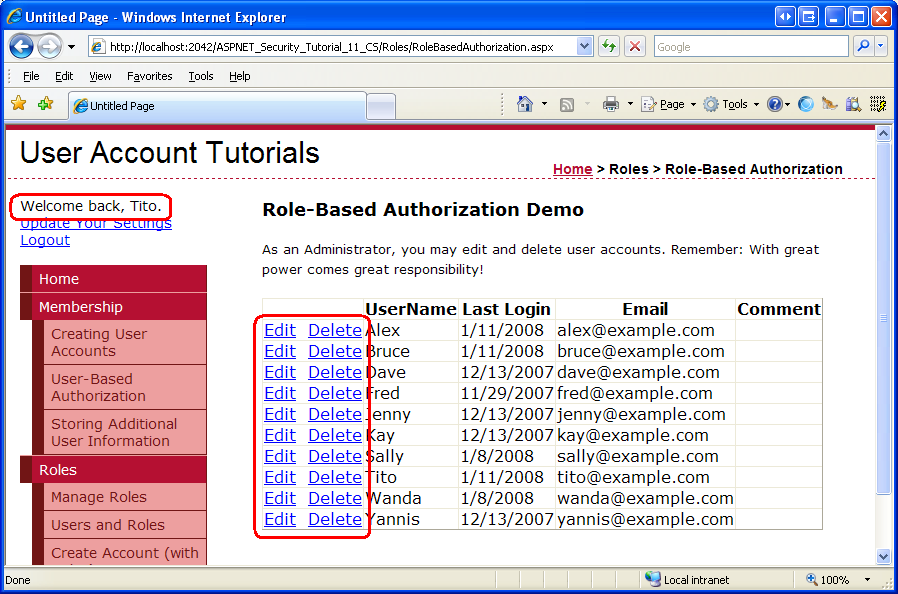 Untitled Page - Windows Internet Explorer
http://localhost:2042/ASPNET_Security_Tutorial_11_CS/Roles/RoleBasedAuthorization.aspx
Google
File Edit View Favorites Tools Help
Untitled Page
Page Tools
User Account Tutorials
Home > Roles > Role-Based Authorization
Welcome back, Tito.
Update Your Settings
Logout
Home
Membership
Creating User
Accounts
User-Based
Authorization
Storing Additional
User Information
Roles
Manage Roles
Users and Roles
Create Account (with
Role-Based Authorization Demo
As an Administrator, you may edit and delete user accounts. Remember: With great
power comes great responsibility!
UserName Last Login Email Comment
Edit Delete Alex 1/11/2008 alex@example.com
Edit Delete Bruce 1/11/2008 bruce@example.com
Edit Delete Dave 12/13/2007 dave@example.com
Edit Delete Fred 11/29/2007 fred@example.com
Edit Delete Jenny 12/13/2007 jenny@example.com
Edit Delete Kay 12/13/2007 kay@example.com
Edit Delete Sally 1/8/2008 sally@example.com
Edit Delete Tito 1/11/2008 tito@example.com
Edit Delete Wanda 1/8/2008 wanda@example.com
Edit Delete Yannis 12/13/2007 yannis@example.com
Done Local intranet 100%